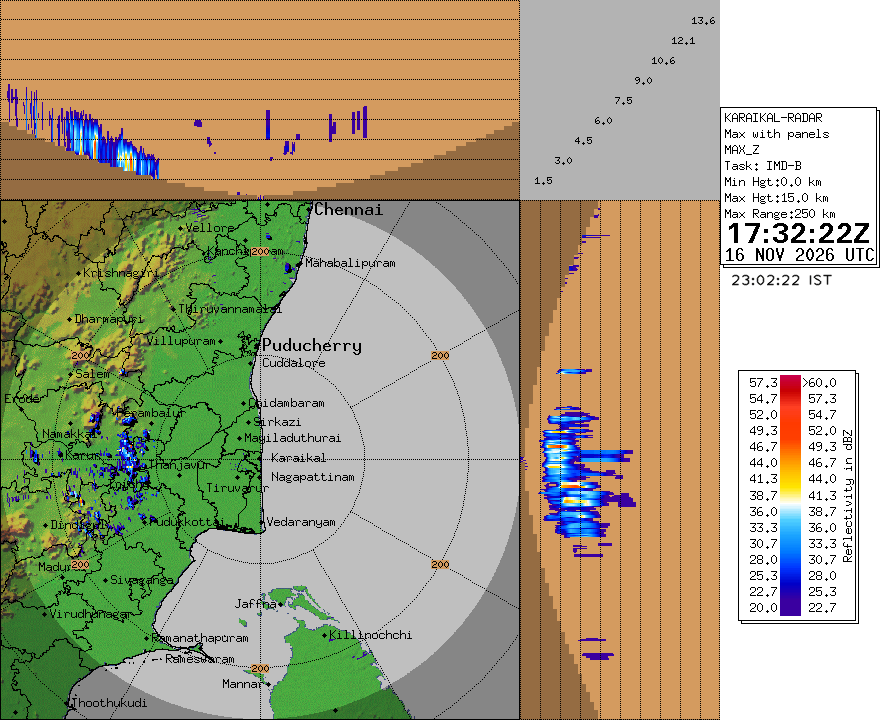 13.6
12.1
10.6
9.0
7.5
6.0
4.5
3.0
1.5
KARAIKAL-RADAR
Max with panels
MAX_Z
Task: IMD-B
Min Hgt:0.0 km
Max Hgt:15.0 km
Max Range:250 km
17:32:22Z
16 NOV 2026 UTC
23:02:22 IST
Chennai
Vellore
200
Mahabalipuram
Krishnagiri
Thiruvannamalai
Dharmapuri
Villupuram
Puducherry
200
200
Cuddalore
Salem
Erode
Chidambaram
Perambalur
Sirkazi
Namakkal
Mayiladuthurai
Karur
Karaikal
Thanjavur
Nagapattinam
Tiruvarur
Pudukkottai
Vedaranyam
200
200
Sivaganga
Jaffna
Virudhunagar
Killinochchi
Ramanathapuram
Rameswaram
200
Mannar
Thoothukudi
57.3 >60.0
54.7 57.3
52.0 54.7
49.3 52.0
46.7 49.3
44.0 46.7
41.3 44.0
38.7 41.3
36.0 38.7
33.3 36.0
30.7 33.3
28.0 30.7
25.3 28.0
22.7 25.3
20.0 22.7
Reflectivity in dBZ